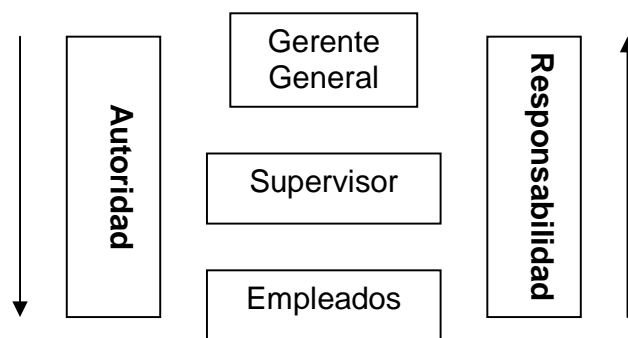 Gerente
General
Autoridad
Responsabilidad
Supervisor
Empleados